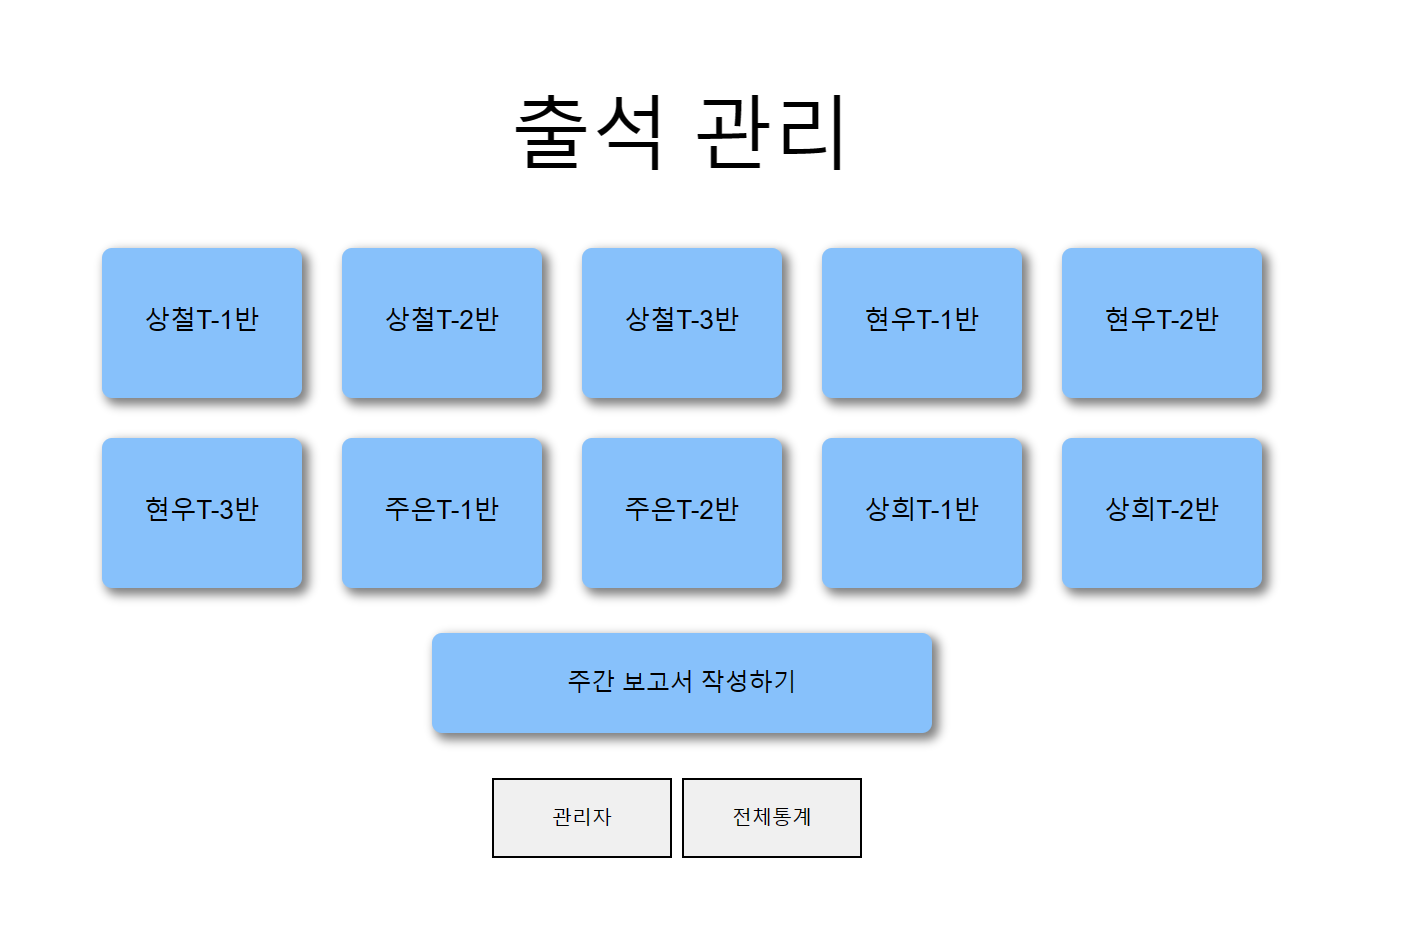 출석 관리
상철T-1반
상철T-2반
상철T-3반
현우T-1반
현우T-2반
현우T-3반
주은T-1반
주은T-2반
상희T-1반
상희T-2반
주간 보고서 작성하기
관리자
전체통계